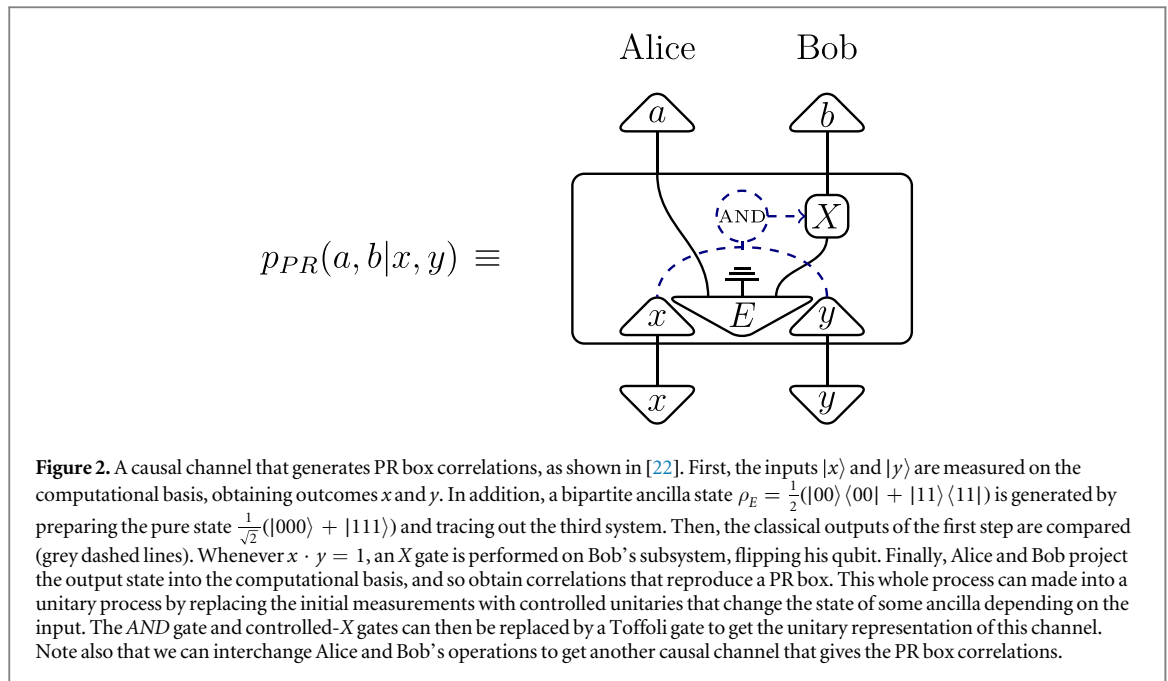 Alice Bob
a b
AND X
p_{PR}(a, b|x, y) ≡
x E y
x y
Figure 2. A causal channel that generates PR box correlations, as shown in [22]. First, the inputs |x⟩ and |y⟩ are measured on the
computational basis, obtaining outcomes x and y. In addition, a bipartite ancilla state ρ_E = \frac{1}{2}(|00⟩⟨00| + |11⟩⟨11|) is generated by
preparing the pure state \frac{1}{\sqrt{2}}(|000⟩ + |111⟩) and tracing out the third system. Then, the classical outputs of the first step are compared
(grey dashed lines). Whenever x · y = 1, an X gate is performed on Bob's subsystem, flipping his qubit. Finally, Alice and Bob project
the output state into the computational basis, and so obtain correlations that reproduce a PR box. This whole process can made into a
unitary process by replacing the initial measurements with controlled unitaries that change the state of some ancilla depending on the
input. The AND gate and controlled-X gates can then be replaced by a Toffoli gate to get the unitary representation of this channel.
Note also that we can interchange Alice and Bob's operations to get another causal channel that gives the PR box correlations.